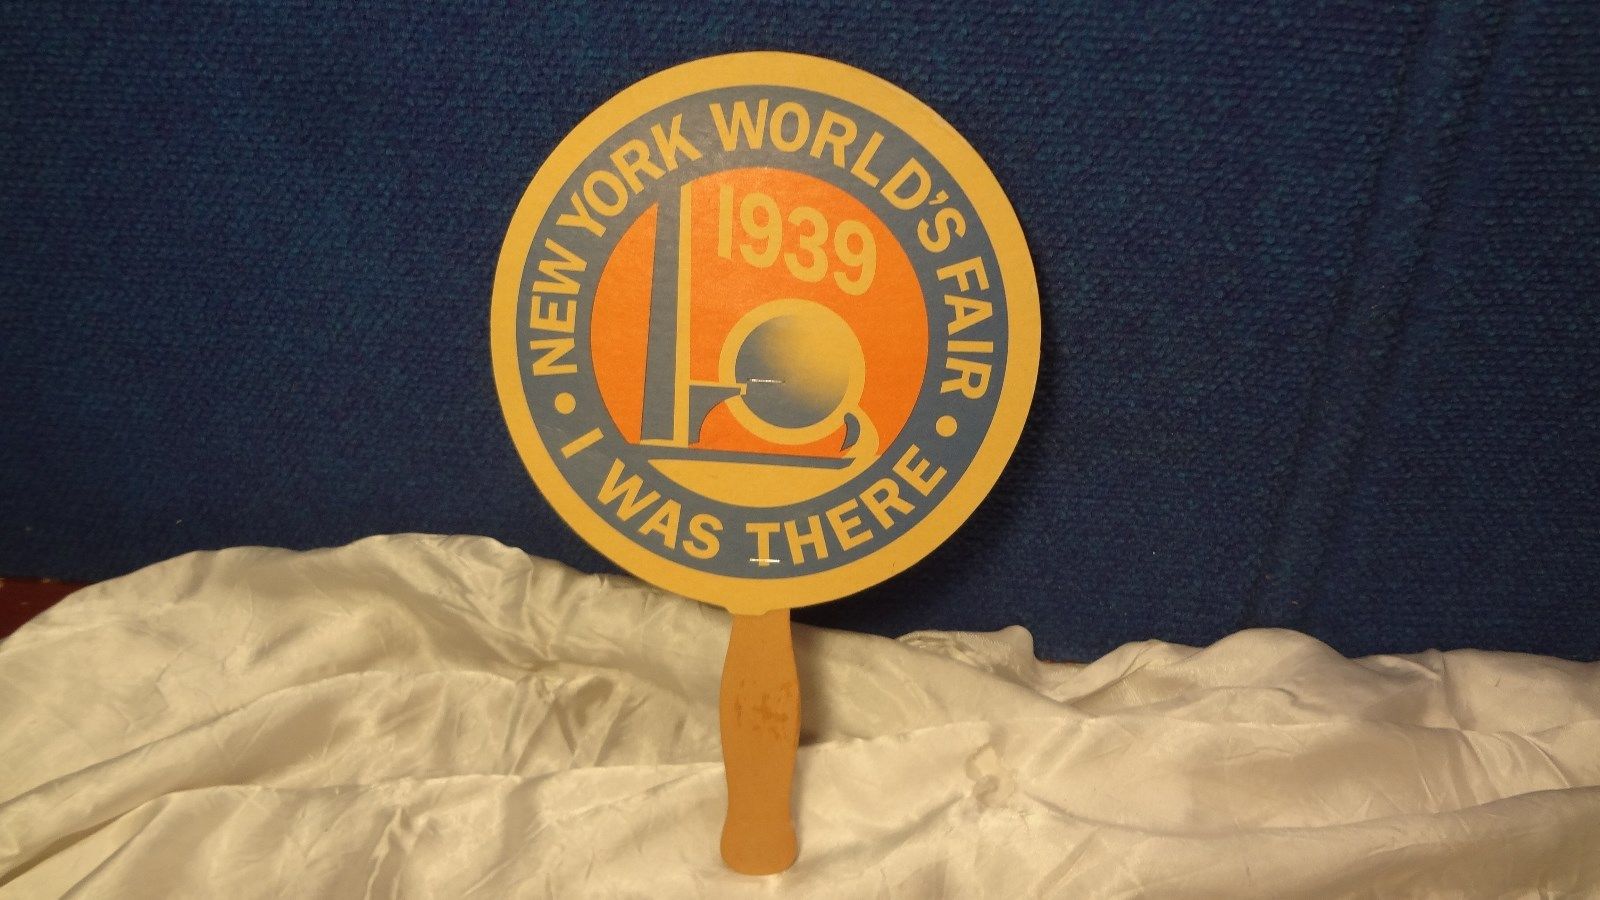 NEW YORK WORLD'S FAIR
1939
• I WAS THERE •